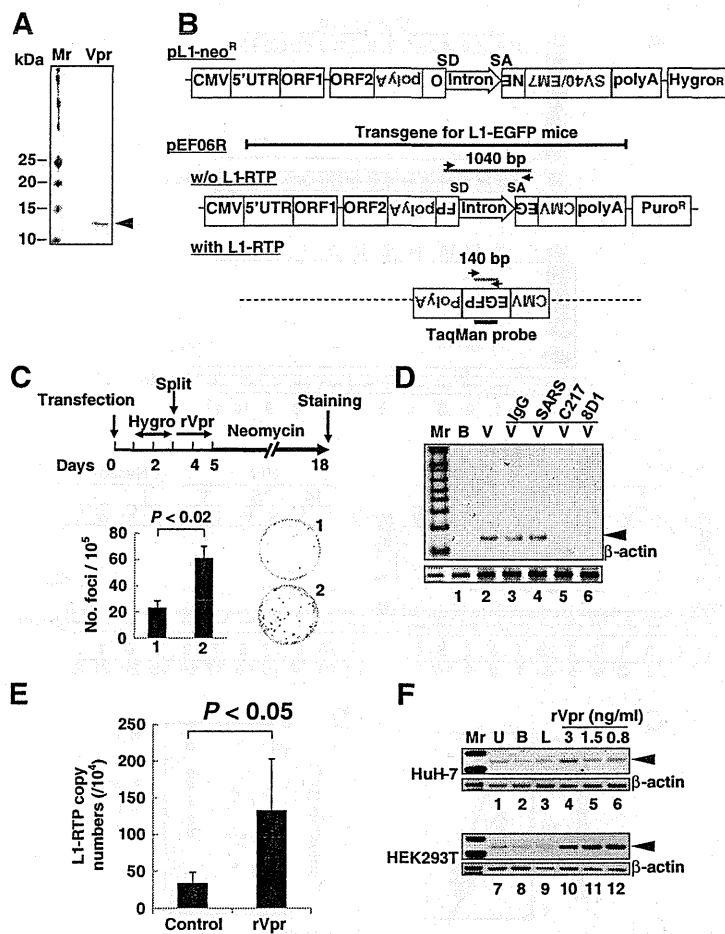 A
Mr Vpr
kDa
25
20
15
10
B
pL1-neoR
SD
SA
CMV 5'UTR ORF1 ORF2 polyA O Intron NE SV40/EM7 polyA HygroR
Transgene for L1-EGFP mice
pEF06R
1040 bp
w/o L1-RTP
SD
SA
CMV 5'UTR ORF1 ORF2 polyA FP Intron EG CMV polyA PuroR
with L1-RTP
140 bp
PolyA EGFP CMV
TaqMan probe
C
Split
Transfection
Staining
Hygro rVpr
Neomycin
Days 0 2 4 5 18
P < 0.02
No. foci / 10⁵
80
60
40
20
0
1 2
1
2
D
IgG SARS C217 8D1
Mr B V V V V V
β-actin
1 2 3 4 5 6
E
P < 0.05
L1-RTP copy numbers (/10⁴)
250
200
150
100
50
0
Control rVpr
F
rVpr (ng/ml)
Mr U B L 3 1.5 0.8
HuH-7
β-actin
1 2 3 4 5 6
HEK293T
β-actin
7 8 9 10 11 12